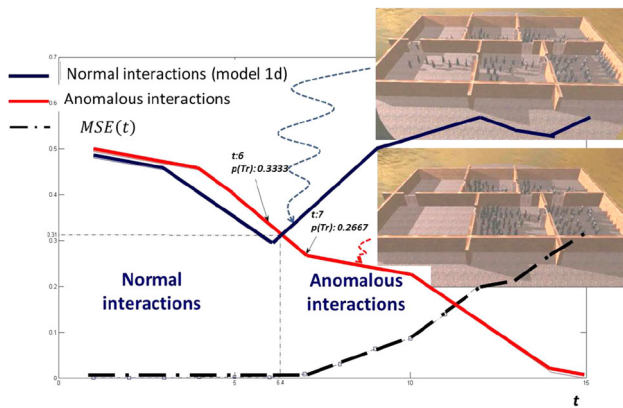 Normal interactions (model 1d)
Anomalous interactions
MSE(t)
0.6
0.5
0.4
0.31
0.3
0.2
0.1
0
t:6
p(Tr):0.3333
t:7
p(Tr):0.2667
Normal
interactions
Anomalous
interactions
0
5
6.4
10
15
t